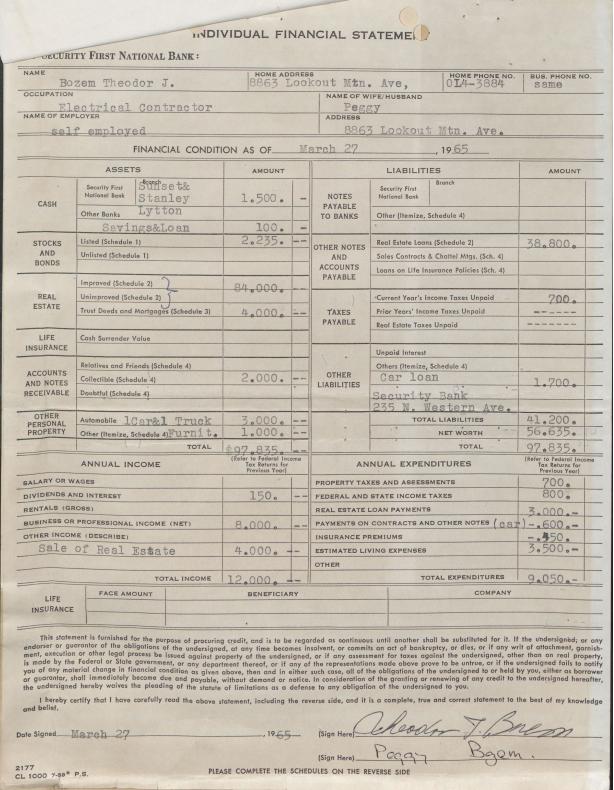 INDIVIDUAL FINANCIAL STATEMEN
SECURITY FIRST NATIONAL BANK:
NAME HOME ADDRESS HOME PHONE NO. BUS. PHONE NO.
Bozem Theodor J. 8863 Lookout Mtn. Ave, OL4-3884 same
OCCUPATION NAME OF WIFE/HUSBAND
Electrical Contractor Peggy
NAME OF EMPLOYER ADDRESS
self employed 8863 Lookout Mtn. Ave.
FINANCIAL CONDITION AS OF March 27 , 1965
ASSETS AMOUNT LIABILITIES AMOUNT
CASH
Security First National Bank Branch Sunset& Stanley 1.500. -
Other Banks Lytton
Savings&Loan 100. -
NOTES PAYABLE TO BANKS
Security First National Bank Branch
Other (Itemize, Schedule 4)
STOCKS AND BONDS
Listed (Schedule 1) 2.235. --
Unlisted (Schedule 1)
OTHER NOTES AND ACCOUNTS PAYABLE
Real Estate Loans (Schedule 2) 38.800.
Sales Contracts & Chattel Mtgs. (Sch. 4)
Loans on Life Insurance Policies (Sch. 4)
REAL ESTATE
Improved (Schedule 2)
Unimproved (Schedule 2) 84.000. --
Trust Deeds and Mortgages (Schedule 3) 4.000. --
TAXES PAYABLE
Current Year's Income Taxes Unpaid 700.
Prior Years' Income Taxes Unpaid ------
Real Estate Taxes Unpaid -------
LIFE INSURANCE
Cash Surrender Value
ACCOUNTS AND NOTES RECEIVABLE
Relatives and Friends (Schedule 4)
Collectible (Schedule 4) 2.000. --
Doubtful (Schedule 4)
OTHER LIABILITIES
Unpaid Interest
Others (Itemize, Schedule 4)
Car loan 1.700.
Security Bank
235 N. Western Ave.
OTHER PERSONAL PROPERTY
Automobile 1Car&1 Truck 3.000. --
Other (Itemize, Schedule 4) Furnit. 1.000. --
TOTAL $97.835. --
TOTAL LIABILITIES 41.200.
NET WORTH 56.635.
TOTAL 97.835.
ANNUAL INCOME (Refer to Federal Income Tax Returns for Previous Year)
SALARY OR WAGES
DIVIDENDS AND INTEREST 150. --
RENTALS (GROSS)
BUSINESS OR PROFESSIONAL INCOME (NET) 8.000. --
OTHER INCOME (DESCRIBE)
Sale of Real Estate 4.000. --
TOTAL INCOME 12.000. --
ANNUAL EXPENDITURES (Refer to Federal Income Tax Returns for Previous Year)
PROPERTY TAXES AND ASSESSMENTS 700.
FEDERAL AND STATE INCOME TAXES 800.
REAL ESTATE LOAN PAYMENTS 3.000.-
PAYMENTS ON CONTRACTS AND OTHER NOTES (car) -.600.-
INSURANCE PREMIUMS -.450.-
ESTIMATED LIVING EXPENSES 3.500.-
OTHER
TOTAL EXPENDITURES 9.050.-
LIFE INSURANCE
FACE AMOUNT BENEFICIARY COMPANY
This statement is furnished for the purpose of procuring credit, and is to be regarded as continuous until another shall be substituted for it. If the undersigned; or any
endorser or guarantor of the obligations of the undersigned, at any time becomes insolvent, or commits an act of bankruptcy, or dies, or if any writ of attachment, garnish-
ment, execution or other legal process be issued against property of the undersigned, or if any assessment for taxes against the undersigned, other than on real property,
is made by the Federal or State government, or any department thereof, or if any of the representations made above prove to be untrue, or if the undersigned fails to notify
you of any material change in financial condition as given above, then and in either such case, all of the obligations of the undersigned to or held by you, either as borrower
or guarantor, shall immediately become due and payable, without demand or notice. In consideration of the granting or renewing of any credit to the undersigned hereafter,
the undersigned hereby waives the pleading of the statute of limitations as a defense to any obligation of the undersigned to you.
I hereby certify that I have carefully read the above statement, including the reverse side, and it is a complete, true and correct statement to the best of my knowledge
and belief.
Date Signed March 27 , 1965 (Sign Here) Theodor J. Bozem
(Sign Here) Peggy Bozem.
2177
CL 1000 7-58* P.S. PLEASE COMPLETE THE SCHEDULES ON THE REVERSE SIDE